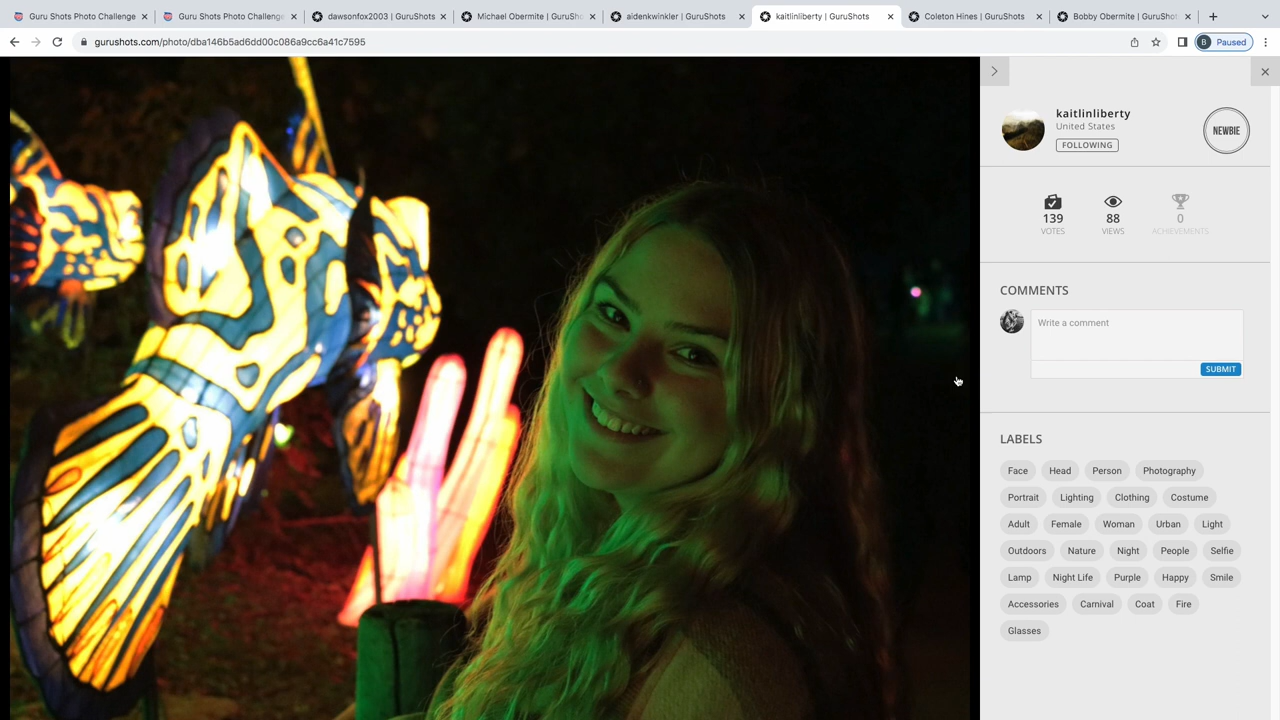 Guru Shots Photo Challenge
Guru Shots Photo Challenge
dawsonfox2003 | GuruShots
Michael Obermite | GuruSho
aidenkwinkler | GuruShots
kaitlinliberty | GuruShots
Coleton Hines | GuruShots
Bobby Obermite | GuruShot
gurushots.com/photo/dba146b5ad6dd00c086a9cc6a41c7595
B Paused
kaitlinliberty
United States
FOLLOWING
NEWBIE
139 88 0
VOTES VIEWS ACHIEVEMENTS
COMMENTS
Write a comment
SUBMIT
LABELS
Face Head Person Photography
Portrait Lighting Clothing Costume
Adult Female Woman Urban Light
Outdoors Nature Night People Selfie
Lamp Night Life Purple Happy Smile
Accessories Carnival Coat Fire
Glasses